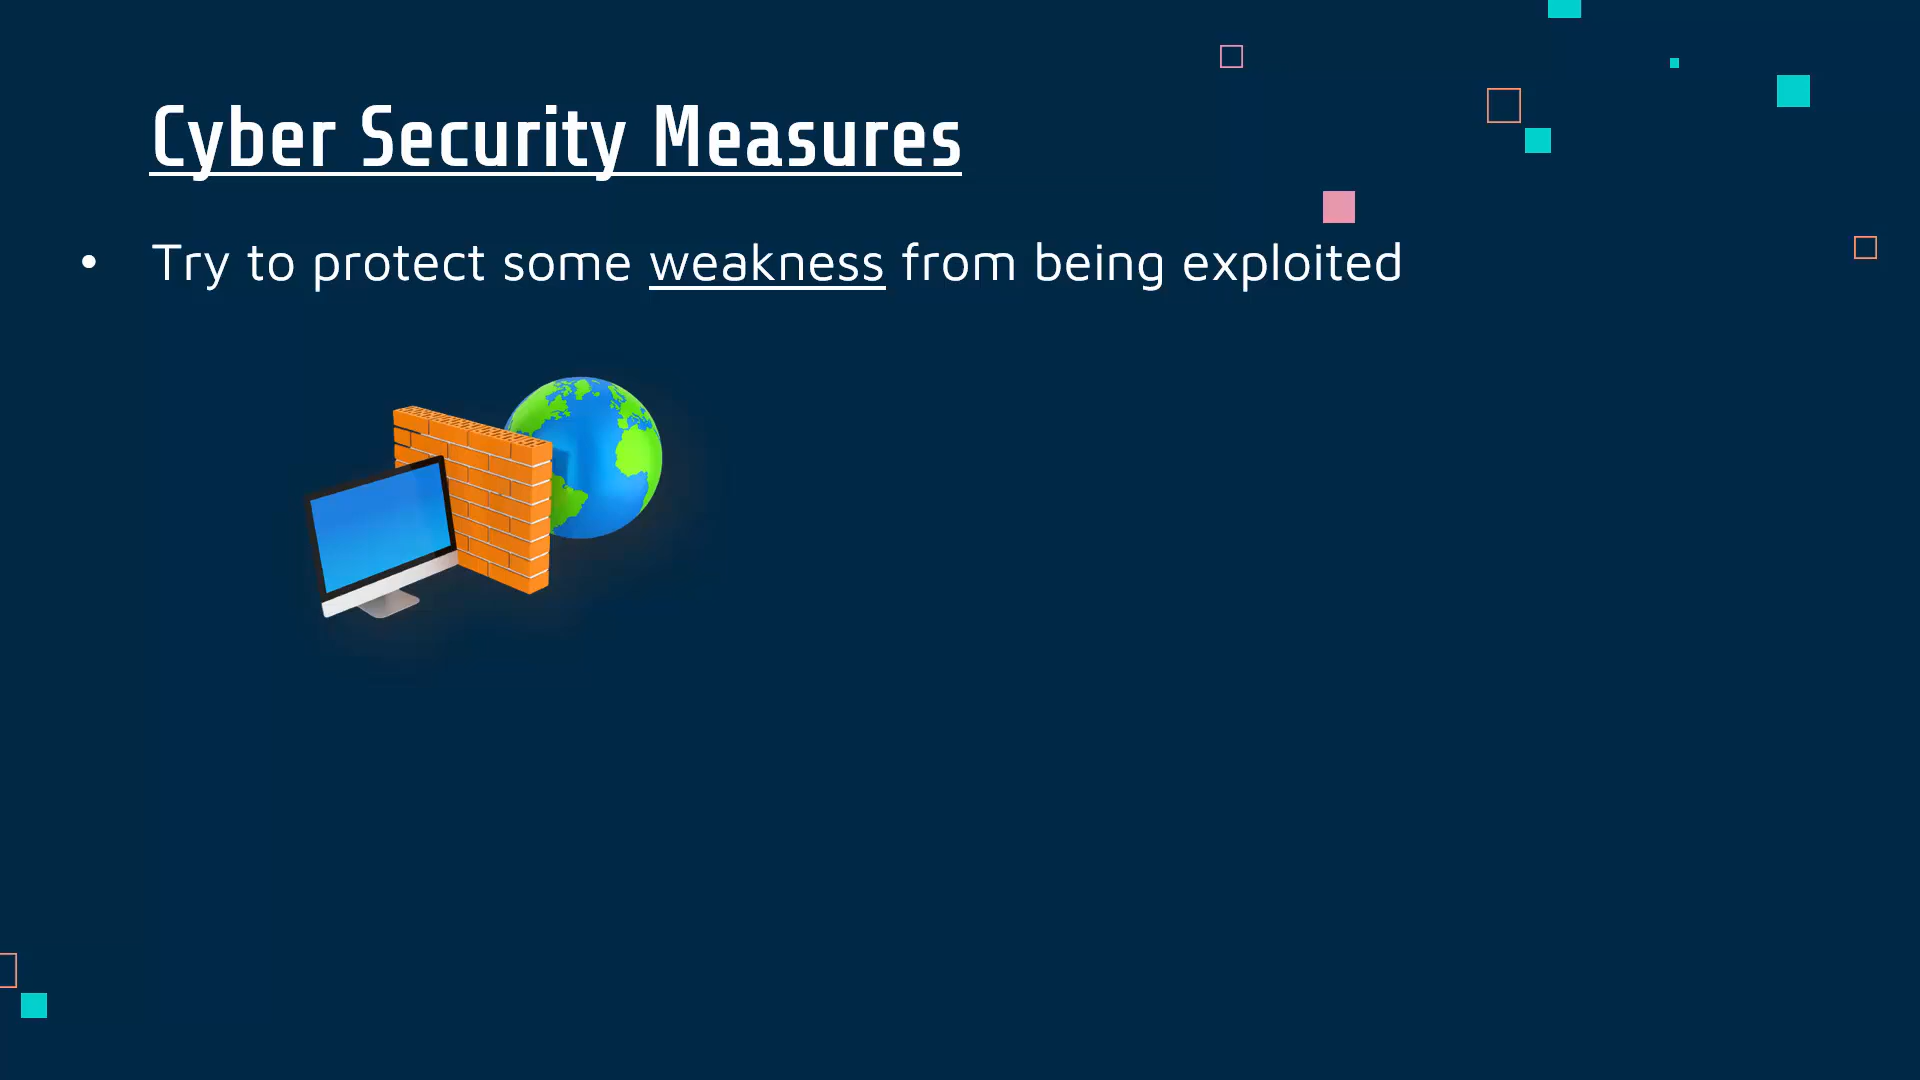 Cyber Security Measures
• Try to protect some weakness from being exploited